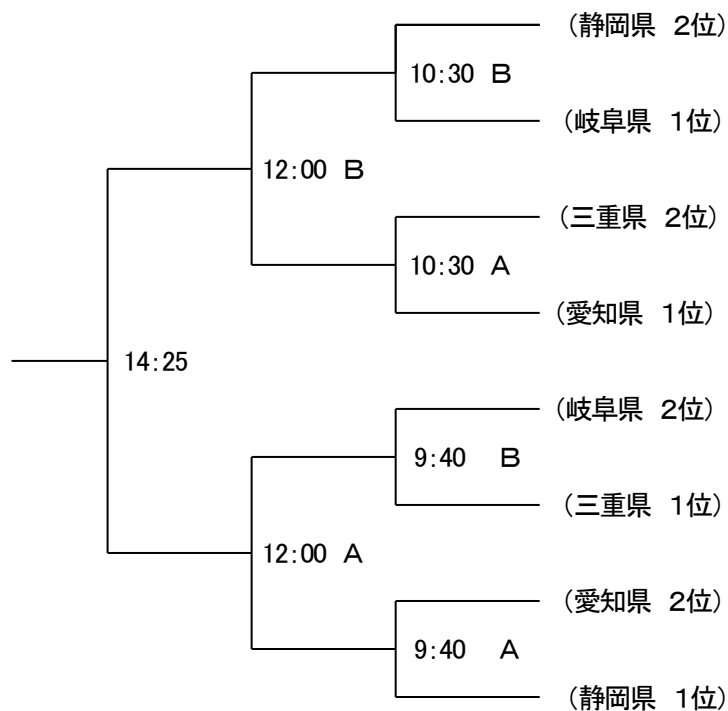 (静岡県 2位)
10:30 B
(岐阜県 1位)
12:00 B
(三重県 2位)
10:30 A
(愛知県 1位)
14:25
(岐阜県 2位)
9:40 B
(三重県 1位)
12:00 A
(愛知県 2位)
9:40 A
(静岡県 1位)